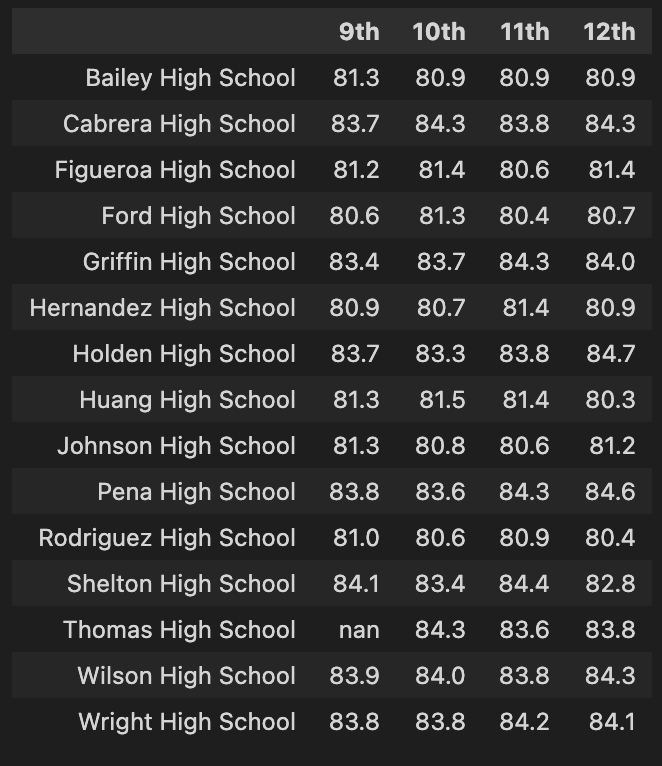 9th 10th 11th 12th
Bailey High School 81.3 80.9 80.9 80.9
Cabrera High School 83.7 84.3 83.8 84.3
Figueroa High School 81.2 81.4 80.6 81.4
Ford High School 80.6 81.3 80.4 80.7
Griffin High School 83.4 83.7 84.3 84.0
Hernandez High School 80.9 80.7 81.4 80.9
Holden High School 83.7 83.3 83.8 84.7
Huang High School 81.3 81.5 81.4 80.3
Johnson High School 81.3 80.8 80.6 81.2
Pena High School 83.8 83.6 84.3 84.6
Rodriguez High School 81.0 80.6 80.9 80.4
Shelton High School 84.1 83.4 84.4 82.8
Thomas High School nan 84.3 83.6 83.8
Wilson High School 83.9 84.0 83.8 84.3
Wright High School 83.8 83.8 84.2 84.1